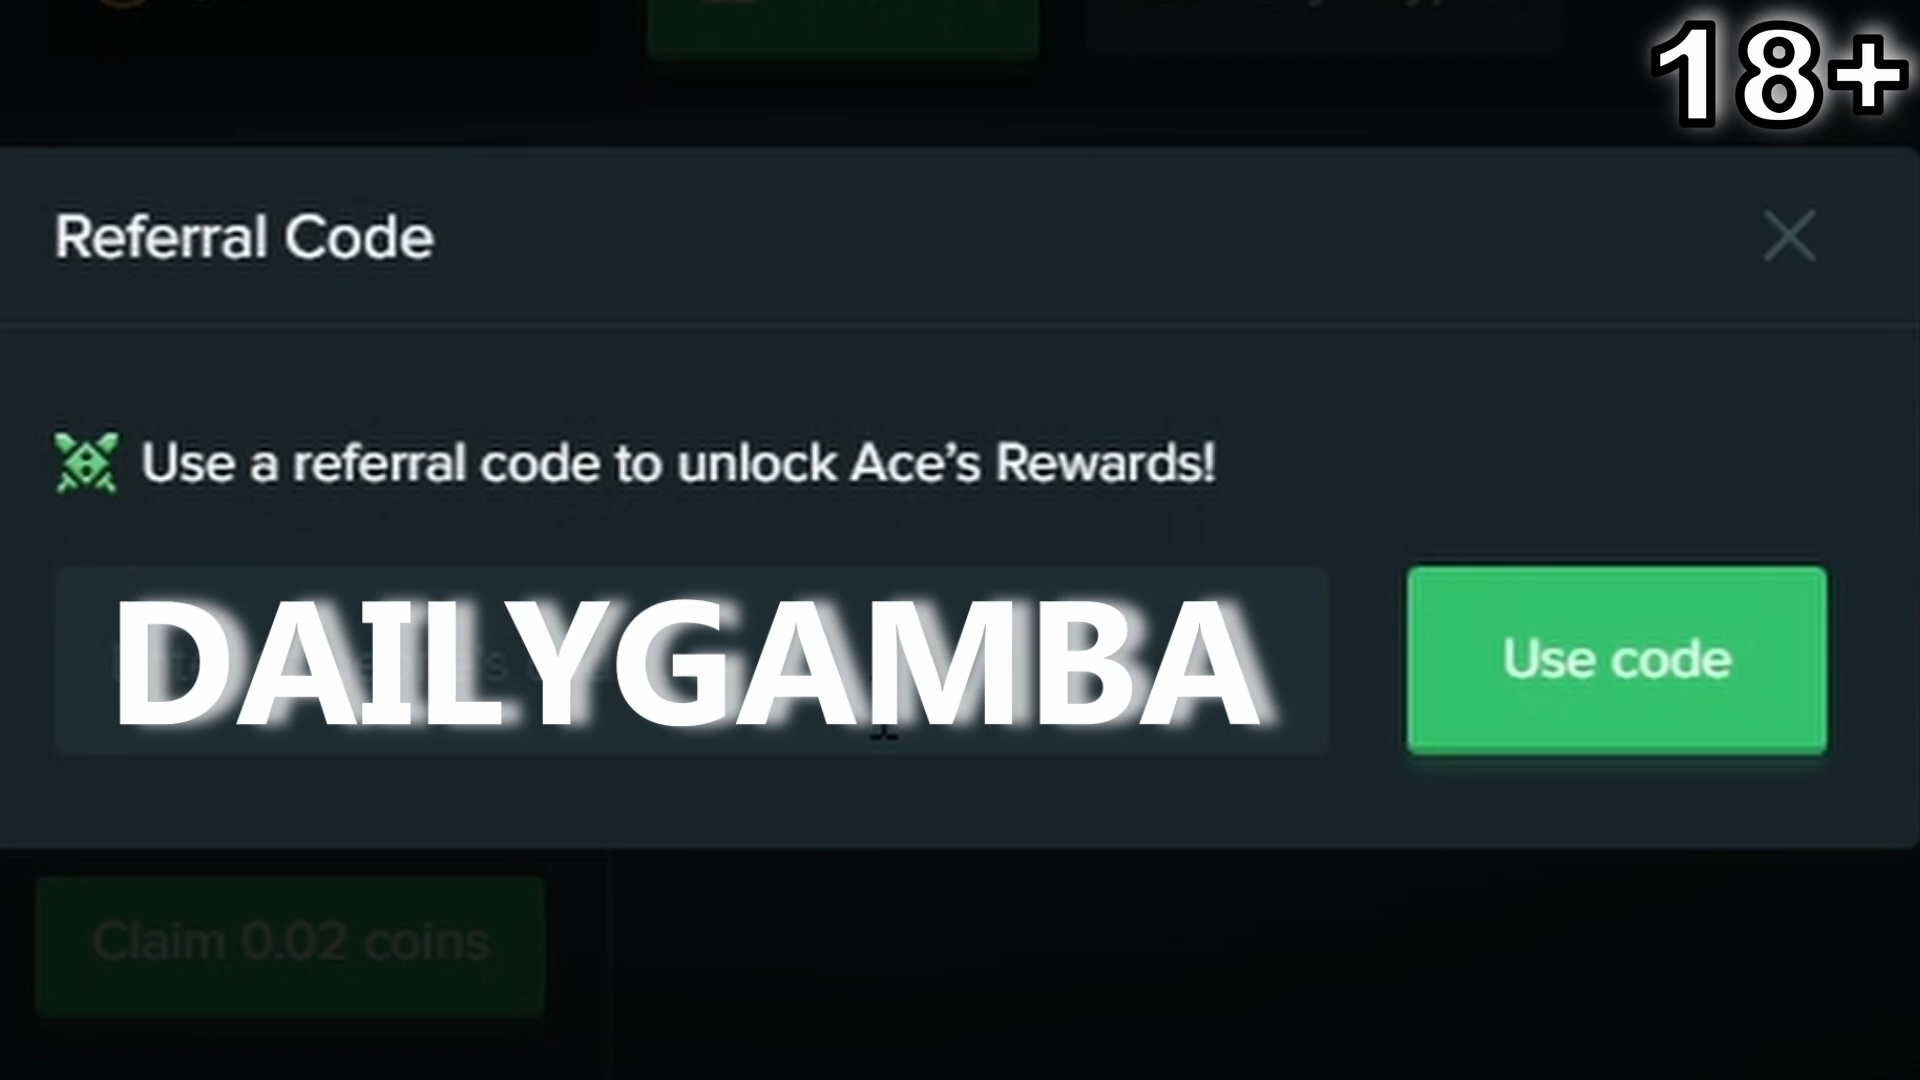 18+
Referral Code
Use a referral code to unlock Ace's Rewards!
DAILYGAMBA
Use code
Claim 0.02 coins